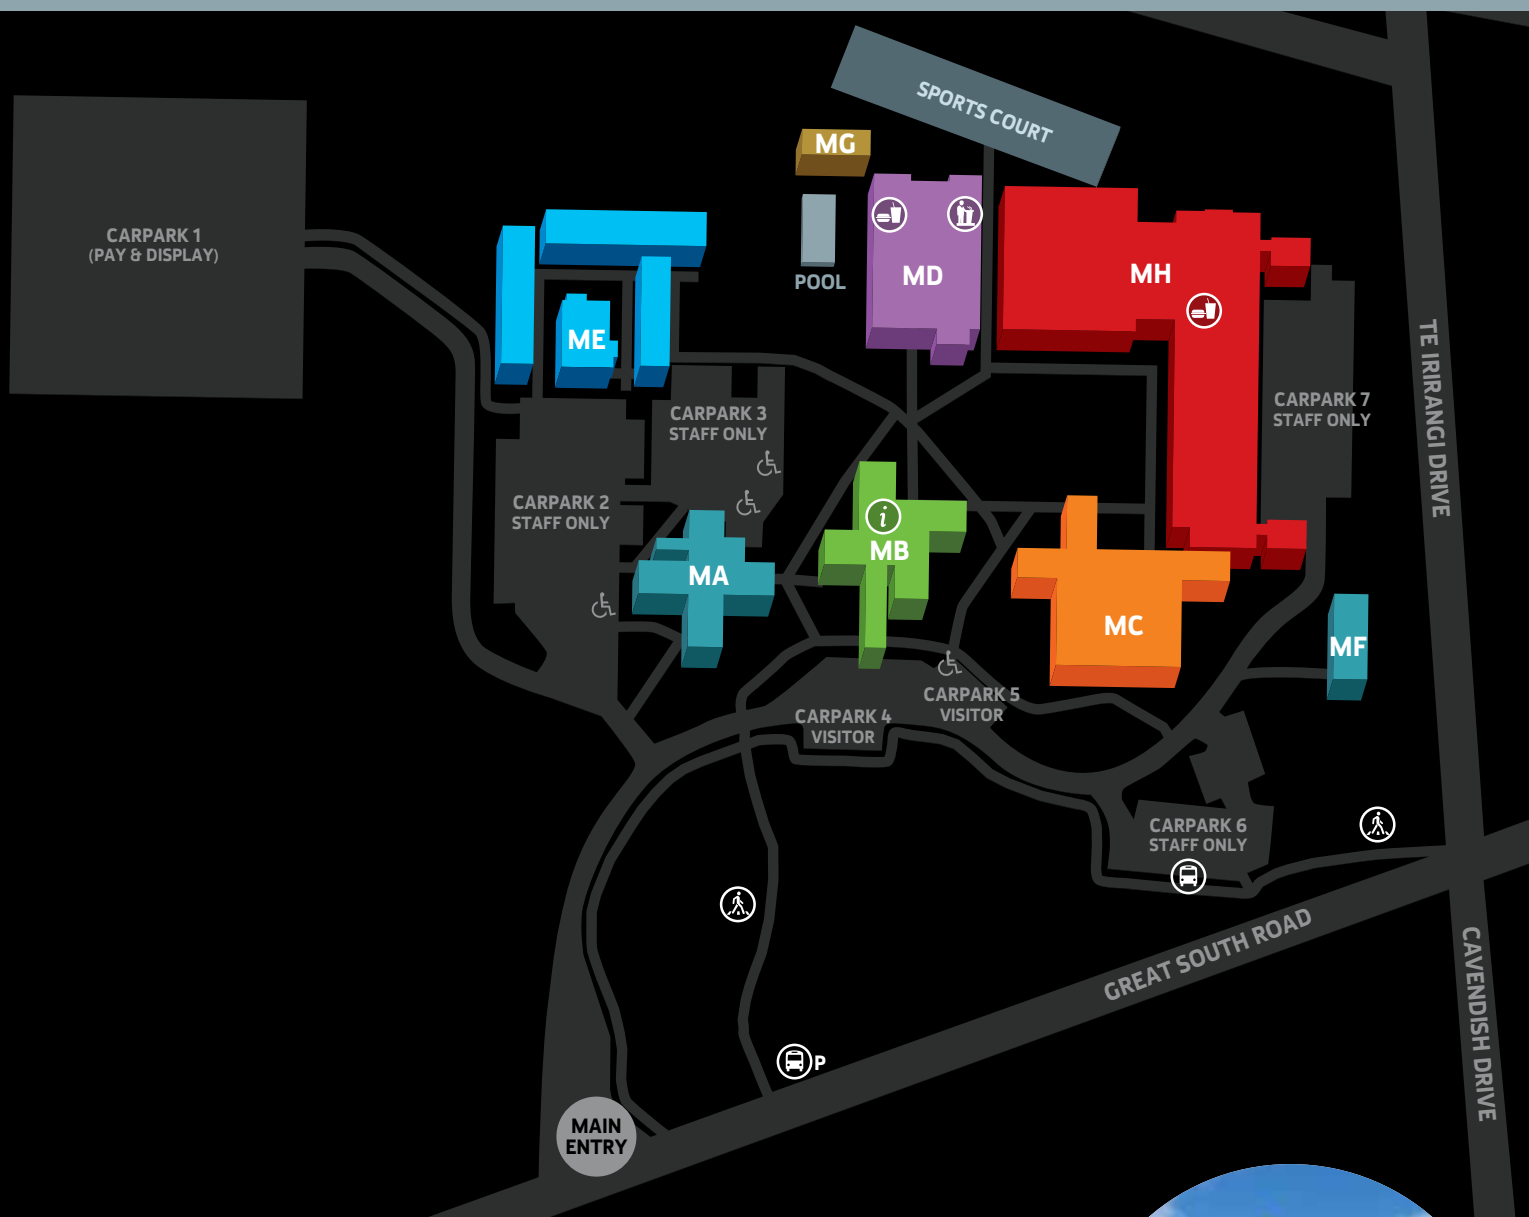 SPORTS COURT
MG
CARPARK 1
(PAY & DISPLAY)
POOL
MD
MH
ME
TE IRIRANGI DRIVE
CARPARK 7
STAFF ONLY
CARPARK 3
STAFF ONLY
CARPARK 2
STAFF ONLY
i
MB
MA
MC
MF
CARPARK 5
VISITOR
CARPARK 4
VISITOR
CARPARK 6
STAFF ONLY
GREAT SOUTH ROAD
CAVENDISH DRIVE
P
MAIN
ENTRY